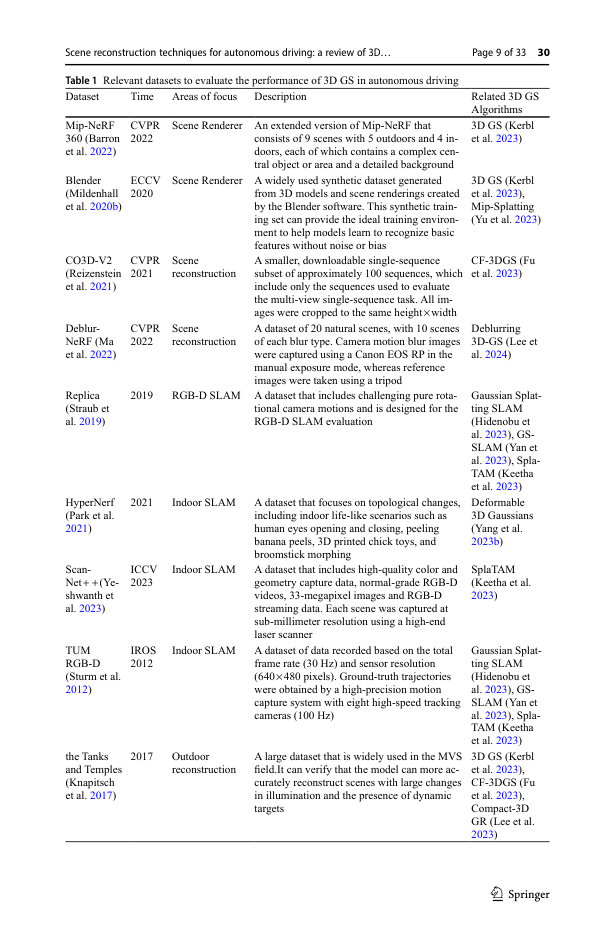 Scene reconstruction techniques for autonomous driving: a review of 3D…
Page 9 of 33 30
Table 1 Relevant datasets to evaluate the performance of 3D GS in autonomous driving
Dataset Time Areas of focus Description Related 3D GS
Algorithms
Mip-NeRF CVPR Scene Renderer An extended version of Mip-NeRF that 3D GS (Kerbl
360 (Barron 2022 consists of 9 scenes with 5 outdoors and 4 in- et al. 2023)
et al. 2022) doors, each of which contains a complex cen-
tral object or area and a detailed background
Blender ECCV Scene Renderer A widely used synthetic dataset generated 3D GS (Kerbl
(Mildenhall 2020 from 3D models and scene renderings created et al. 2023),
et al. 2020b) by the Blender software. This synthetic train- Mip-Splatting
ing set can provide the ideal training environ- (Yu et al. 2023)
ment to help models learn to recognize basic
features without noise or bias
CO3D-V2 CVPR Scene A smaller, downloadable single-sequence CF-3DGS (Fu
(Reizenstein 2021 reconstruction subset of approximately 100 sequences, which et al. 2023)
et al. 2021) include only the sequences used to evaluate
the multi-view single-sequence task. All im-
ages were cropped to the same height×width
Deblur- CVPR Scene A dataset of 20 natural scenes, with 10 scenes Deblurring
NeRF (Ma 2022 reconstruction of each blur type. Camera motion blur images 3D-GS (Lee et
et al. 2022) were captured using a Canon EOS RP in the al. 2024)
manual exposure mode, whereas reference
images were taken using a tripod
Replica 2019 RGB-D SLAM A dataset that includes challenging pure rota- Gaussian Splat-
(Straub et tional camera motions and is designed for the ting SLAM
al. 2019) RGB-D SLAM evaluation (Hidenobu et
al. 2023), GS-
SLAM (Yan et
al. 2023), Spla-
TAM (Keetha
et al. 2023)
HyperNerf 2021 Indoor SLAM A dataset that focuses on topological changes, Deformable
(Park et al. including indoor life-like scenarios such as 3D Gaussians
2021) human eyes opening and closing, peeling (Yang et al.
banana peels, 3D printed chick toys, and 2023b)
broomstick morphing
Scan- ICCV Indoor SLAM A dataset that includes high-quality color and SplaTAM
Net++(Ye- 2023 geometry capture data, normal-grade RGB-D (Keetha et al.
shwanth et videos, 33-megapixel images and RGB-D 2023)
al. 2023) streaming data. Each scene was captured at
sub-millimeter resolution using a high-end
laser scanner
TUM IROS Indoor SLAM A dataset of data recorded based on the total Gaussian Splat-
RGB-D 2012 frame rate (30 Hz) and sensor resolution ting SLAM
(Sturm et al. (640×480 pixels). Ground-truth trajectories (Hidenobu et
2012) were obtained by a high-precision motion al. 2023), GS-
capture system with eight high-speed tracking SLAM (Yan et
cameras (100 Hz) al. 2023), Spla-
TAM (Keetha
et al. 2023)
the Tanks 2017 Outdoor A large dataset that is widely used in the MVS 3D GS (Kerbl
and Temples reconstruction field.It can verify that the model can more ac- et al. 2023),
(Knapitsch curately reconstruct scenes with large changes CF-3DGS (Fu
et al. 2017) in illumination and the presence of dynamic et al. 2023),
targets Compact-3D
GR (Lee et al.
2023)
Springer